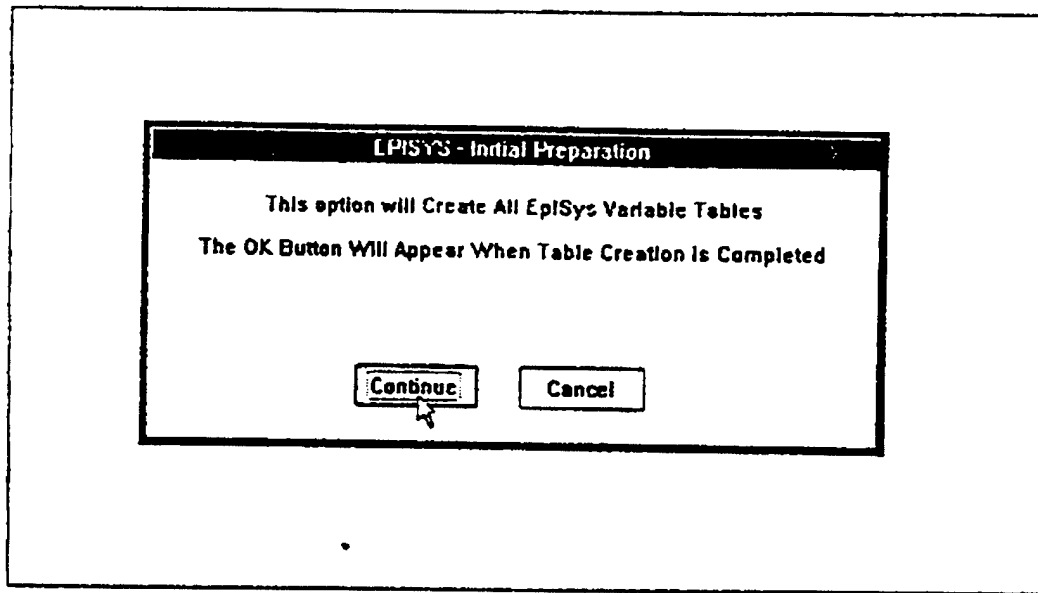 EPISYS - Initial Preparation
This option will Create All EpiSys Variable Tables
The OK Button Will Appear When Table Creation is Completed
Continue Cancel